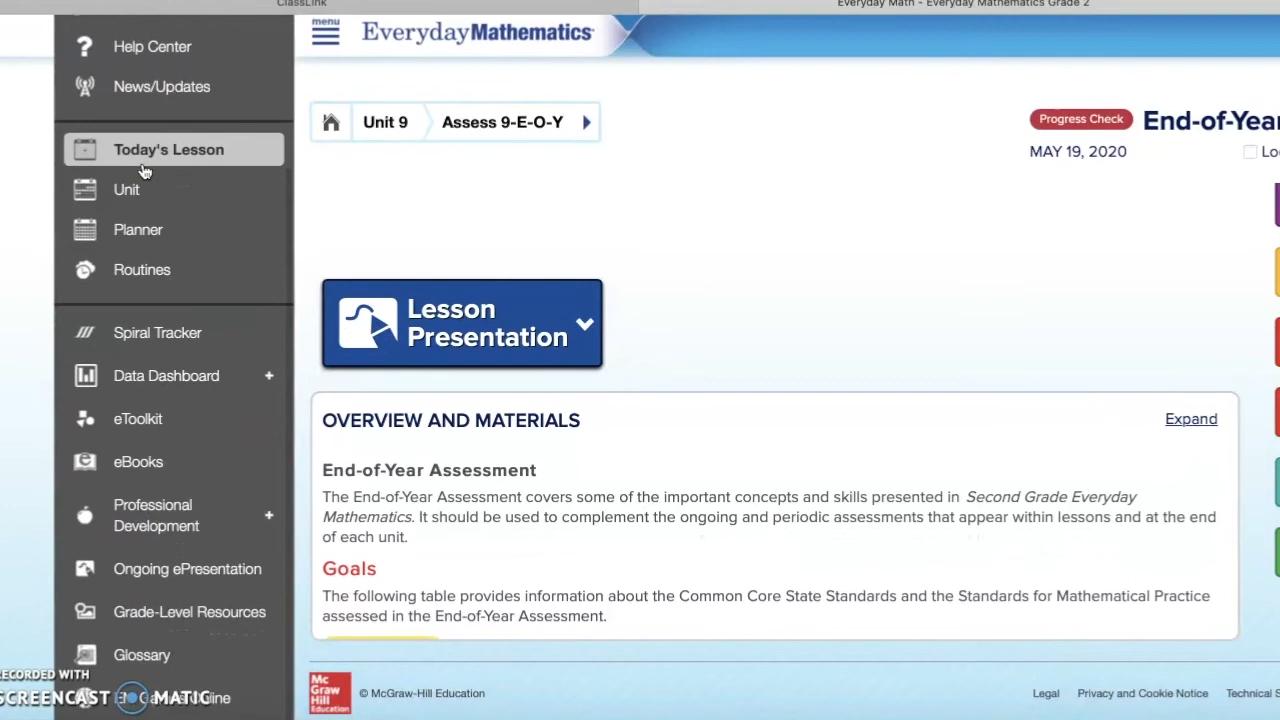 ClassLink
Everyday Math - Everyday Mathematics Grade 2
Help Center
News/Updates
Today's Lesson
Unit
Planner
Routines
Spiral Tracker
Data Dashboard +
eToolkit
eBooks
Professional
Development +
Ongoing ePresentation
Grade-Level Resources
Glossary
RECORDED WITH
SCREENCAST MATIC
menu
EverydayMathematics
Unit 9
Assess 9-E-O-Y
Progress Check
End-of-Year
MAY 19, 2020
Lesson
Presentation
OVERVIEW AND MATERIALS
Expand
End-of-Year Assessment
The End-of-Year Assessment covers some of the important concepts and skills presented in Second Grade Everyday
Mathematics. It should be used to complement the ongoing and periodic assessments that appear within lessons and at the end
of each unit.
Goals
The following table provides information about the Common Core State Standards and the Standards for Mathematical Practice
assessed in the End-of-Year Assessment.
Mc
Graw
Hill
Education
© McGraw-Hill Education
Legal
Privacy and Cookie Notice
Technical